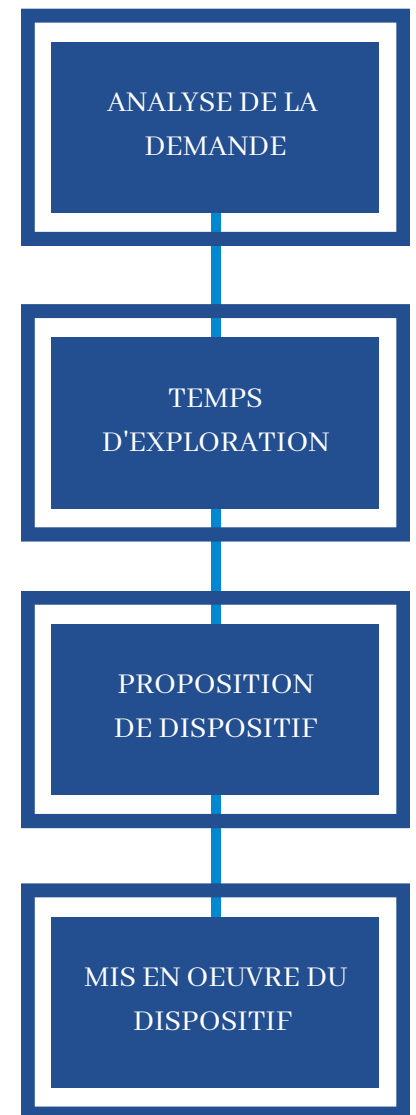 ANALYSE DE LA
DEMANDE
TEMPS
D'EXPLORATION
PROPOSITION
DE DISPOSITIF
MIS EN OEUVRE DU
DISPOSITIF